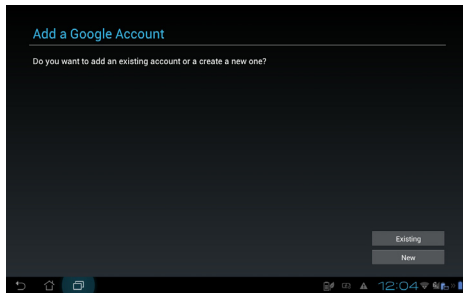 Add a Google Account
Do you want to add an existing account or a create a new one?
Existing
New
12:04